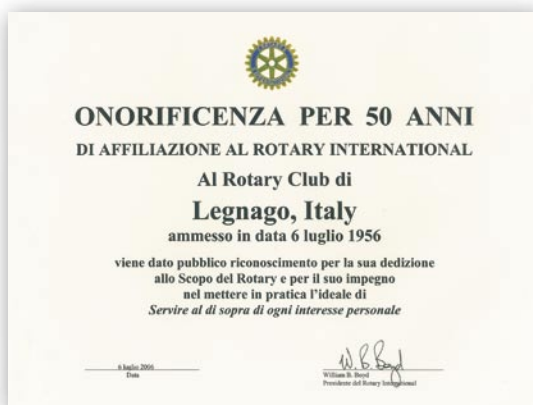 ONORIFICENZA PER 50 ANNI
DI AFFILIAZIONE AL ROTARY INTERNATIONAL
Al Rotary Club di
Legnago, Italy
ammesso in data 6 luglio 1956
viene dato pubblico riconoscimento per la sua dedizione
allo Scopo del Rotary e per il suo impegno
nel mettere in pratica l'ideale di
Servire al di sopra di ogni interesse personale
6 luglio 2006
Data
W. B. Boyd
William B. Boyd
Presidente del Rotary International